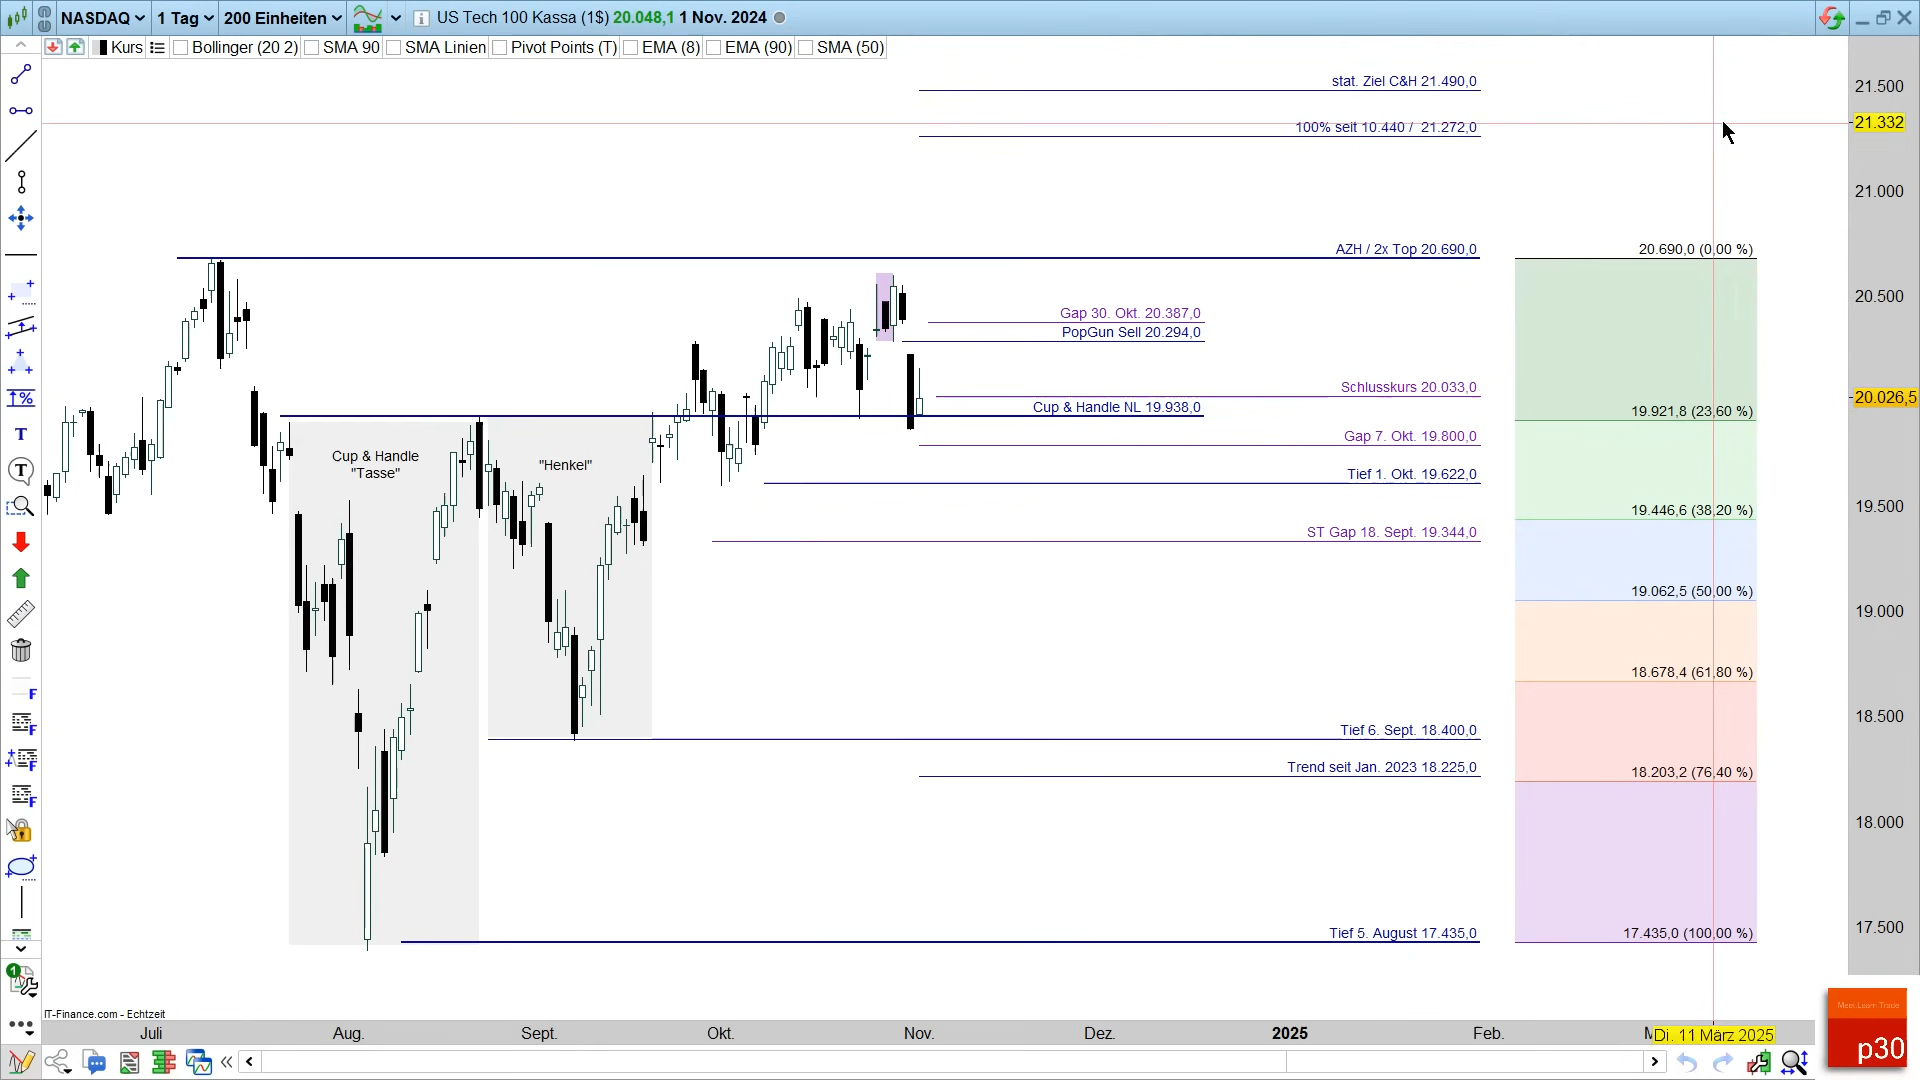 NASDAQ 1 Tag 200 Einheiten US Tech 100 Kassa (1$) 20.048,1 1 Nov. 2024
Kurs Bollinger (20 2) SMA 90 SMA Linien Pivot Points (T) EMA (8) EMA (90) SMA (50)
stat. Ziel C&H 21.490,0
21.500
21.332
100% seit 10.440 / 21.272,0
21.000
AZH / 2x Top 20.690,0
20.690,0 (0,00 %)
20.500
Gap 30. Okt. 20.387,0
PopGun Sell 20.294,0
Schlusskurs 20.033,0
20.026,5
Cup & Handle NL 19.938,0
19.921,8 (23,60 %)
Gap 7. Okt. 19.800,0
Cup & Handle
"Tasse"
"Henkel"
Tief 1. Okt. 19.622,0
19.500
19.446,6 (38,20 %)
ST Gap 18. Sept. 19.344,0
19.062,5 (50,00 %)
19.000
18.678,4 (61,80 %)
18.500
Tief 6. Sept. 18.400,0
Trend seit Jan. 2023 18.225,0
18.203,2 (76,40 %)
18.000
Tief 5. August 17.435,0
17.435,0 (100,00 %)
17.500
IT-Finance.com - Echtzeit
Juli Aug. Sept. Okt. Nov. Dez. 2025 Feb. Di. 11 März 2025
Mein Learn Trade
p30
T
T
%
F
F
F
F
1